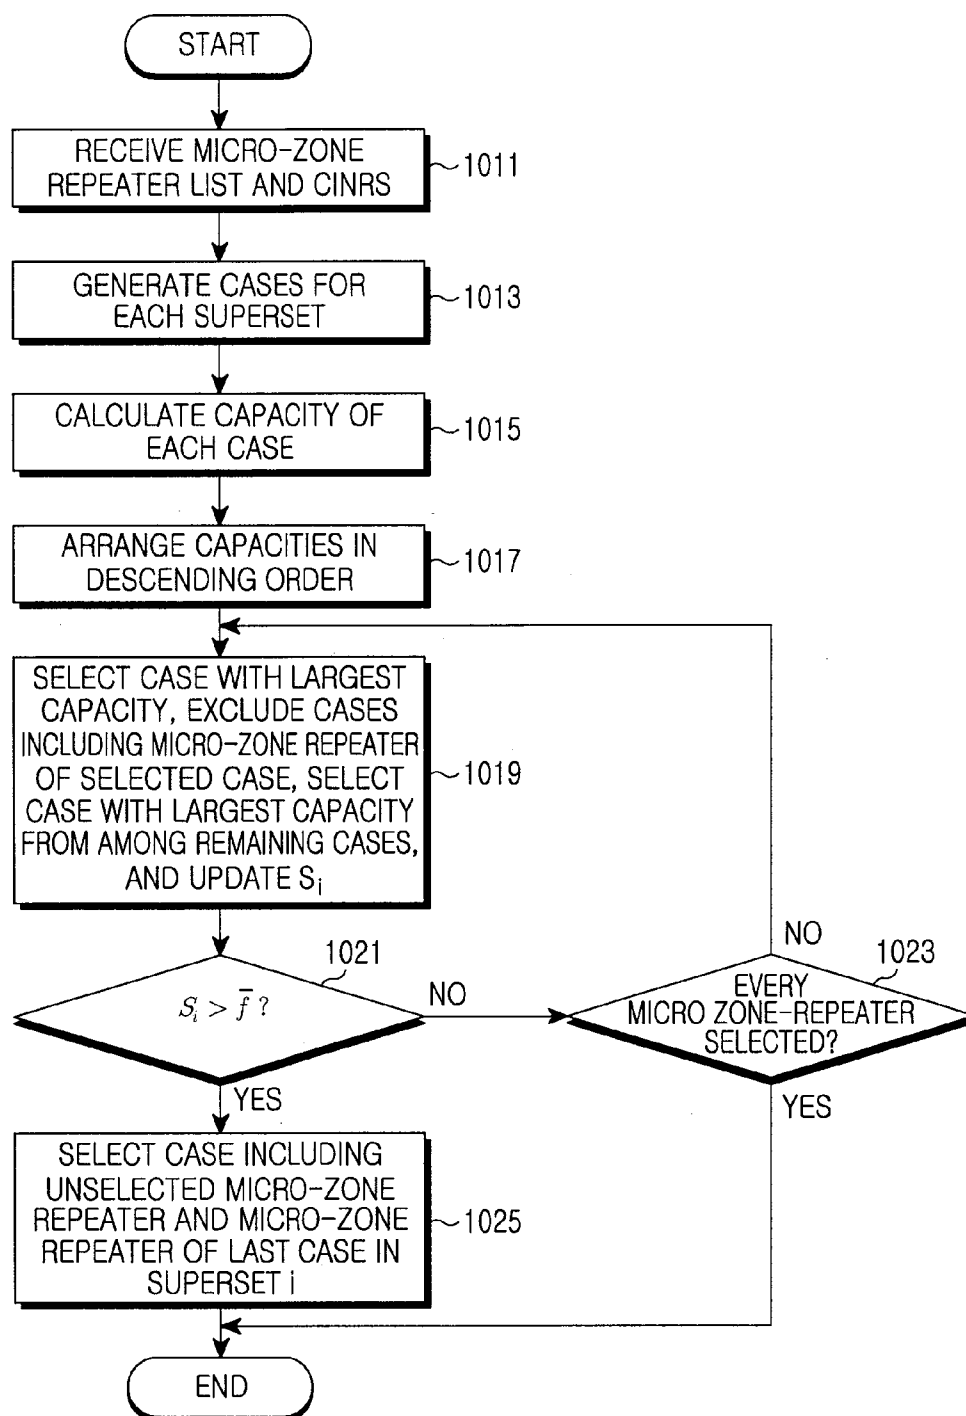 START
RECEIVE MICRO-ZONE
REPEATER LIST AND CINRS
1011
GENERATE CASES FOR
EACH SUPERSET
1013
CALCULATE CAPACITY OF
EACH CASE
1015
ARRANGE CAPACITIES IN
DESCENDING ORDER
1017
SELECT CASE WITH LARGEST
CAPACITY, EXCLUDE CASES
INCLUDING MICRO-ZONE REPEATER
OF SELECTED CASE, SELECT
CASE WITH LARGEST CAPACITY
FROM AMONG REMAINING CASES,
AND UPDATE Si
1019
Si > f̅ ?
1021
NO
YES
EVERY
MICRO ZONE-REPEATER
SELECTED?
1023
NO
YES
SELECT CASE INCLUDING
UNSELECTED MICRO-ZONE
REPEATER AND MICRO-ZONE
REPEATER OF LAST CASE IN
SUPERSET i
1025
END